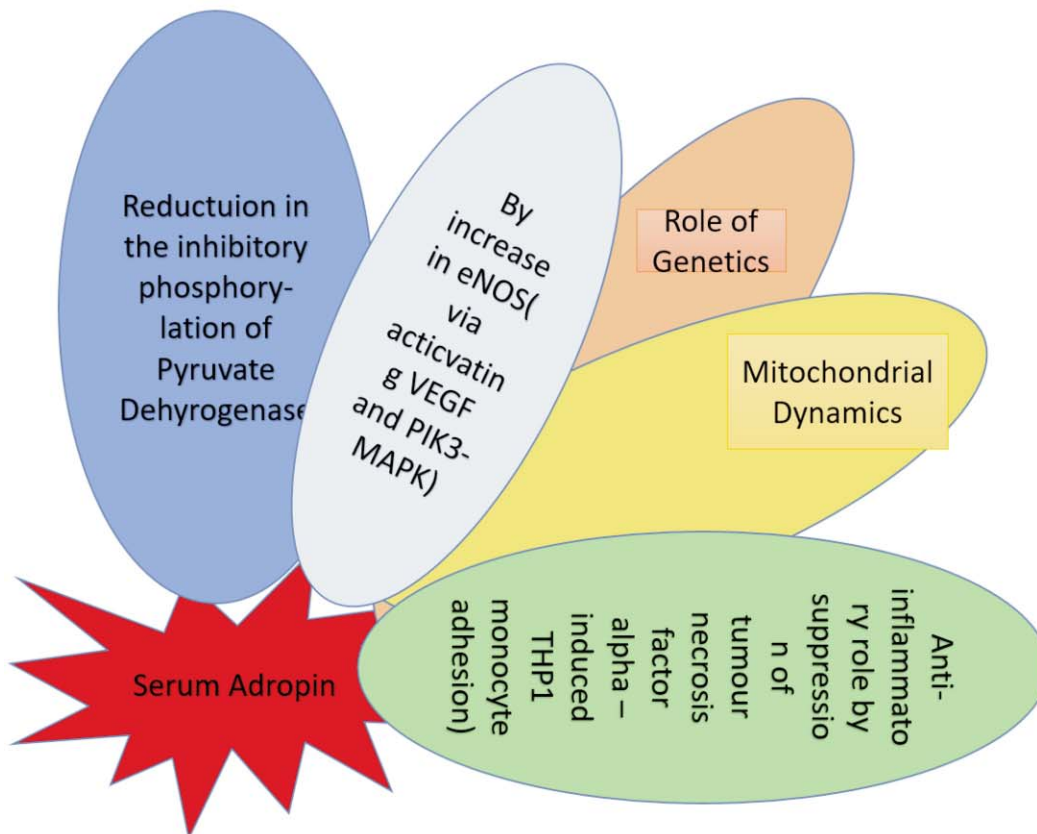 Reductuion in
the inhibitory
phosphory-
lation of
Pyruvate
Dehyrogenase
By
increase
in eNOS(
via
acticvatin
g VEGF
and PIK3-
MAPK)
Role of
Genetics
Mitochondrial
Dynamics
Anti-
inflammato
ry role by
suppressio
n of
tumour
necrosis
factor
alpha –
induced
THP1
monocyte
adhesion)
Serum Adropin